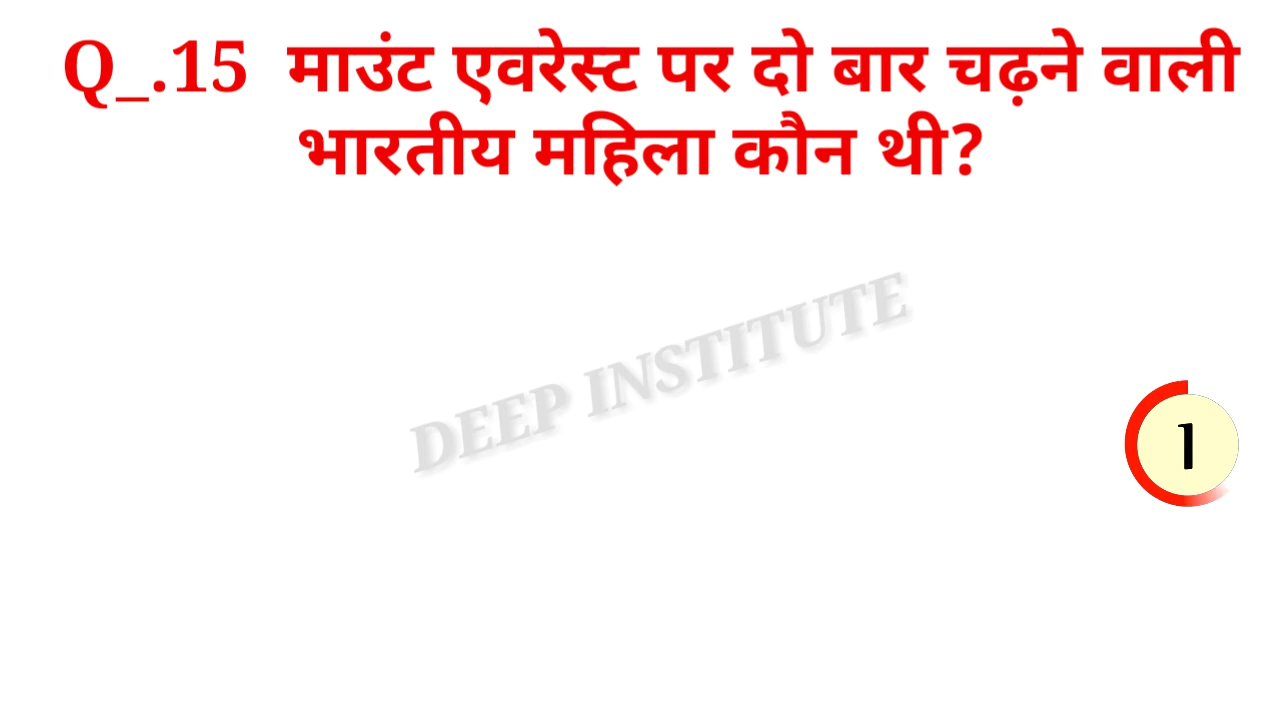 Q_.15 माउंट एवरेस्ट पर दो बार चढ़ने वाली
भारतीय महिला कौन थी?
DEEP INSTITUTE
1